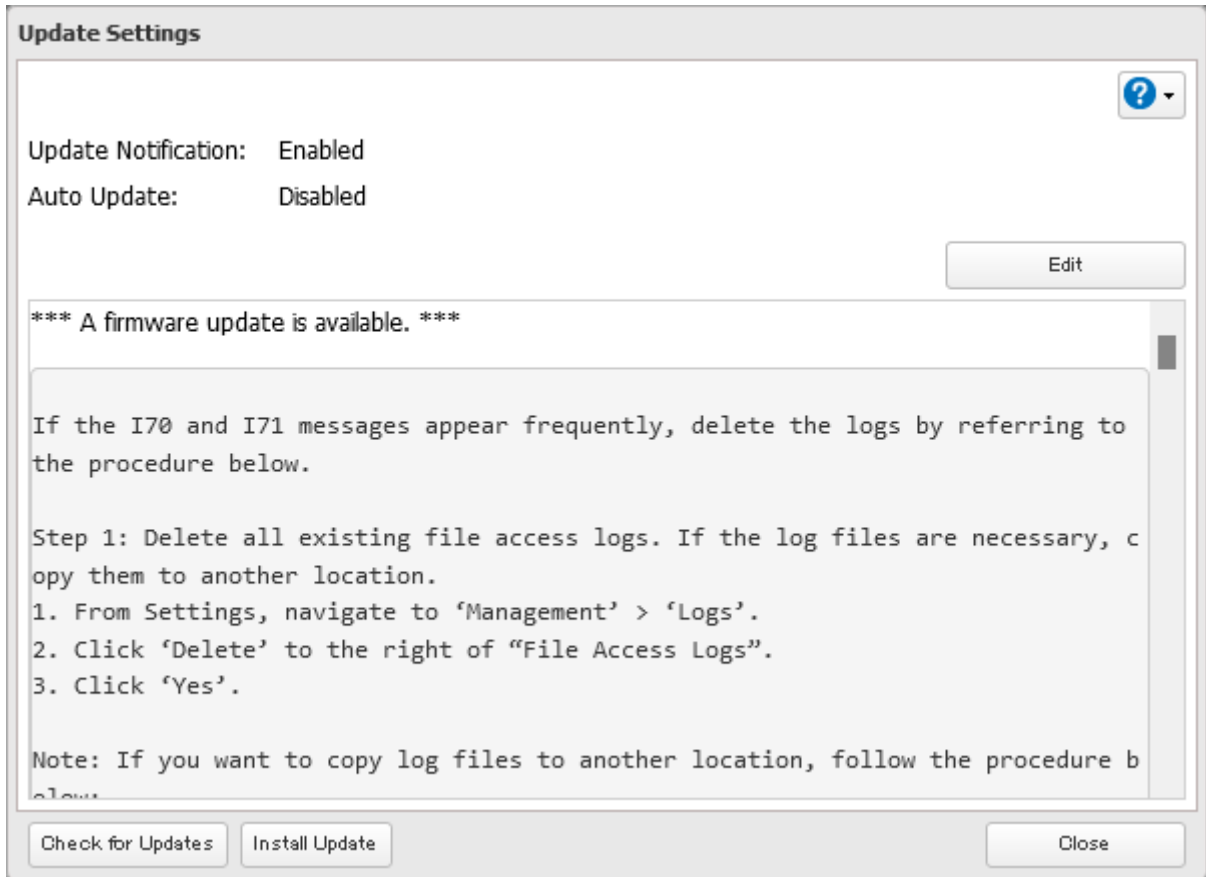 Update Settings
Update Notification: Enabled
Auto Update: Disabled
Edit
*** A firmware update is available. ***
If the I70 and I71 messages appear frequently, delete the logs by referring to
the procedure below.
Step 1: Delete all existing file access logs. If the log files are necessary, c
opy them to another location.
1. From Settings, navigate to ‘Management’ > ‘Logs’.
2. Click ‘Delete’ to the right of “File Access Logs”.
3. Click ‘Yes’.
Note: If you want to copy log files to another location, follow the procedure b
elow:
Check for Updates
Install Update
Close